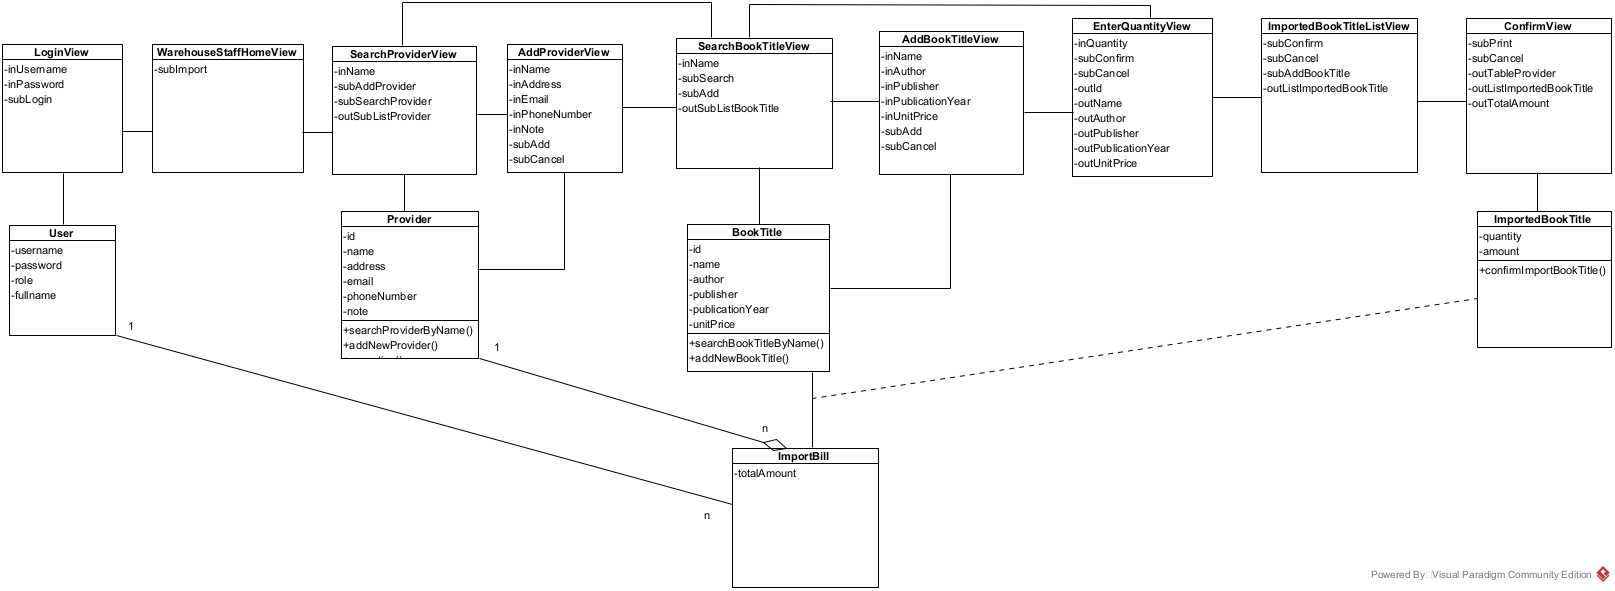 LoginView
-inUsername
-inPassword
-subLogin
WarehouseStaffHomeView
-subImport
SearchProviderView
-inName
-subAddProvider
-subSearchProvider
-outSubListProvider
AddProviderView
-inName
-inAddress
-inEmail
-inPhoneNumber
-inNote
-subAdd
-subCancel
SearchBookTitleView
-inName
-subSearch
-subAdd
-outSubListBookTitle
AddBookTitleView
-inName
-inAuthor
-inPublisher
-inPublicationYear
-inUnitPrice
-subAdd
-subCancel
EnterQuantityView
-inQuantity
-subConfirm
-subCancel
-outId
-outName
-outAuthor
-outPublisher
-outPublicationYear
-outUnitPrice
ImportedBookTitleListView
-subConfirm
-subCancel
-subAddBookTitle
-outListImportedBookTitle
ConfirmView
-subPrint
-subCancel
-outTableProvider
-outListImportedBookTitle
-outTotalAmount
User
-username
-password
-role
-fullname
Provider
-id
-name
-address
-email
-phoneNumber
-note
+searchProviderByName()
+addNewProvider()
BookTitle
-id
-name
-author
-publisher
-publicationYear
-unitPrice
+searchBookTitleByName()
+addNewBookTitle()
ImportedBookTitle
-quantity
-amount
+confirmImportBookTitle()
1
1
n
n
ImportBill
-totalAmount
Powered By Visual Paradigm Community Edition